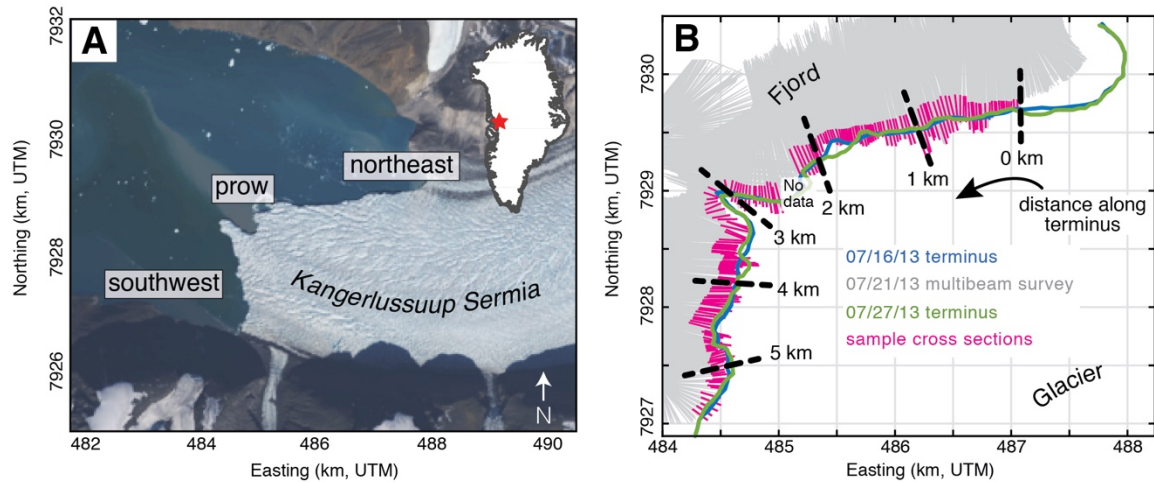 A
7932
7930
7928
7926
Northing (km, UTM)
northeast
prow
southwest
Kangerlussuup Sermia
N
482
484
486
488
490
Easting (km, UTM)
B
Fjord
7930
7929
7928
7927
Northing (km, UTM)
0 km
1 km
2 km
No
data
3 km
distance along
terminus
4 km
5 km
07/16/13 terminus
07/21/13 multibeam survey
07/27/13 terminus
sample cross sections
Glacier
484
485
486
487
488
Easting (km, UTM)